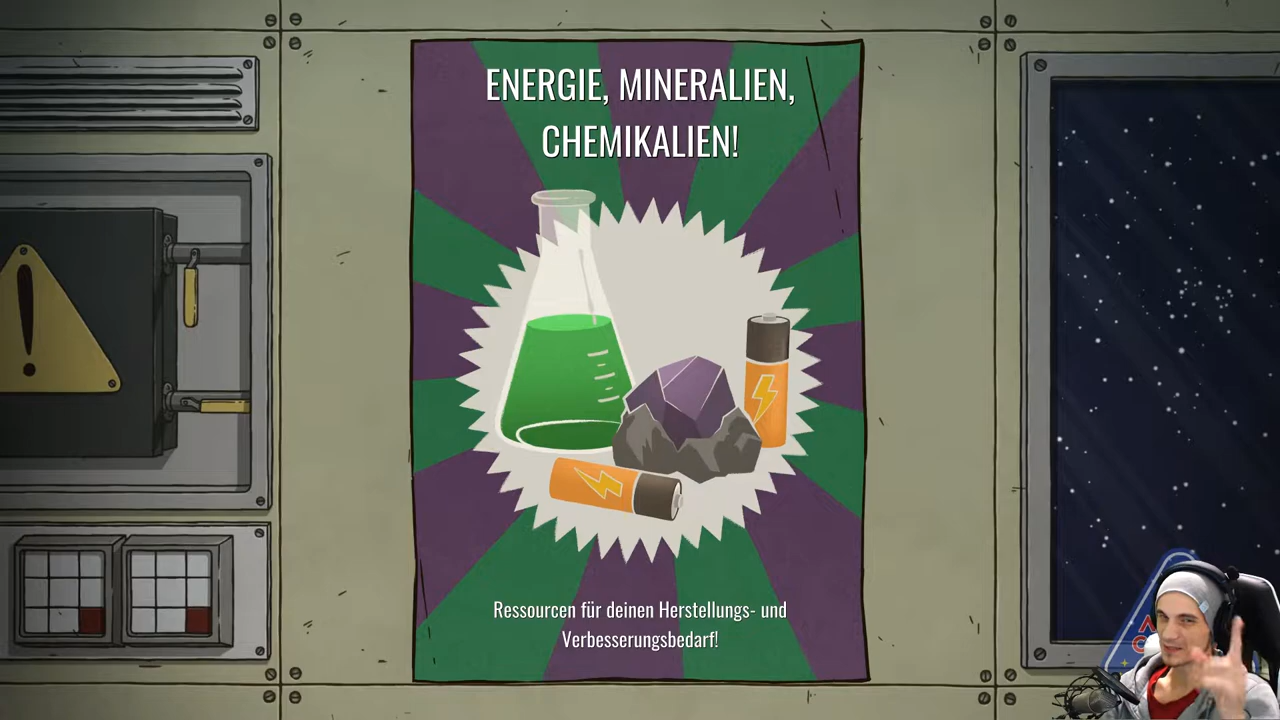 ENERGIE, MINERALIEN,
CHEMIKALIEN!
Ressourcen für deinen Herstellungs- und
Verbesserungsbedarf!